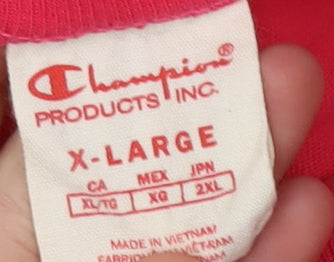 Champion®
PRODUCTS INC.
X-LARGE
CA MEX JPN
XL/TG XG 2XL
MADE IN VIETNAM